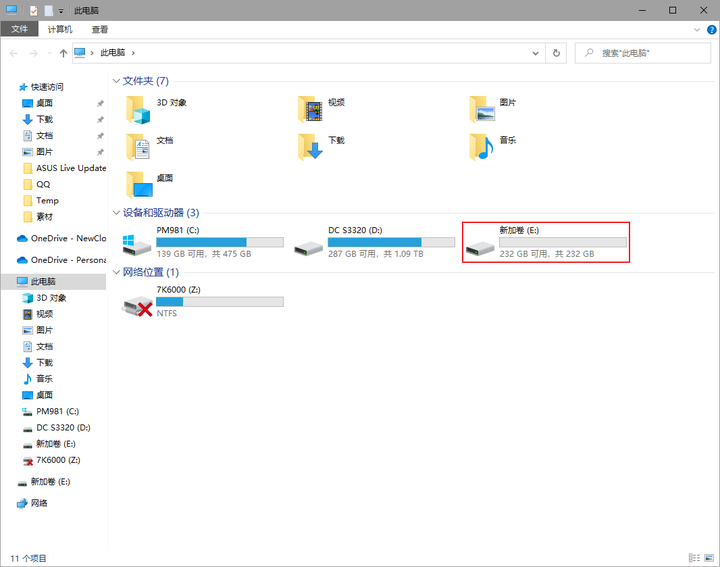 此电脑
文件 计算机 查看
此电脑
搜索"此电脑"
快速访问
桌面
下载
文档
图片
ASUS Live Update
QQ
Temp
素材
OneDrive - NewClo
OneDrive - Persona
此电脑
3D 对象
视频
图片
文档
下载
音乐
桌面
PM981 (C:)
DC S3320 (D:)
新加卷 (E:)
7K6000 (Z:)
新加卷 (E:)
网络
文件夹 (7)
3D 对象
视频
图片
文档
下载
音乐
桌面
设备和驱动器 (3)
PM981 (C:)
139 GB 可用，共 475 GB
DC S3320 (D:)
287 GB 可用，共 1.09 TB
新加卷 (E:)
232 GB 可用，共 232 GB
网络位置 (1)
7K6000 (Z:)
NTFS
11 个项目